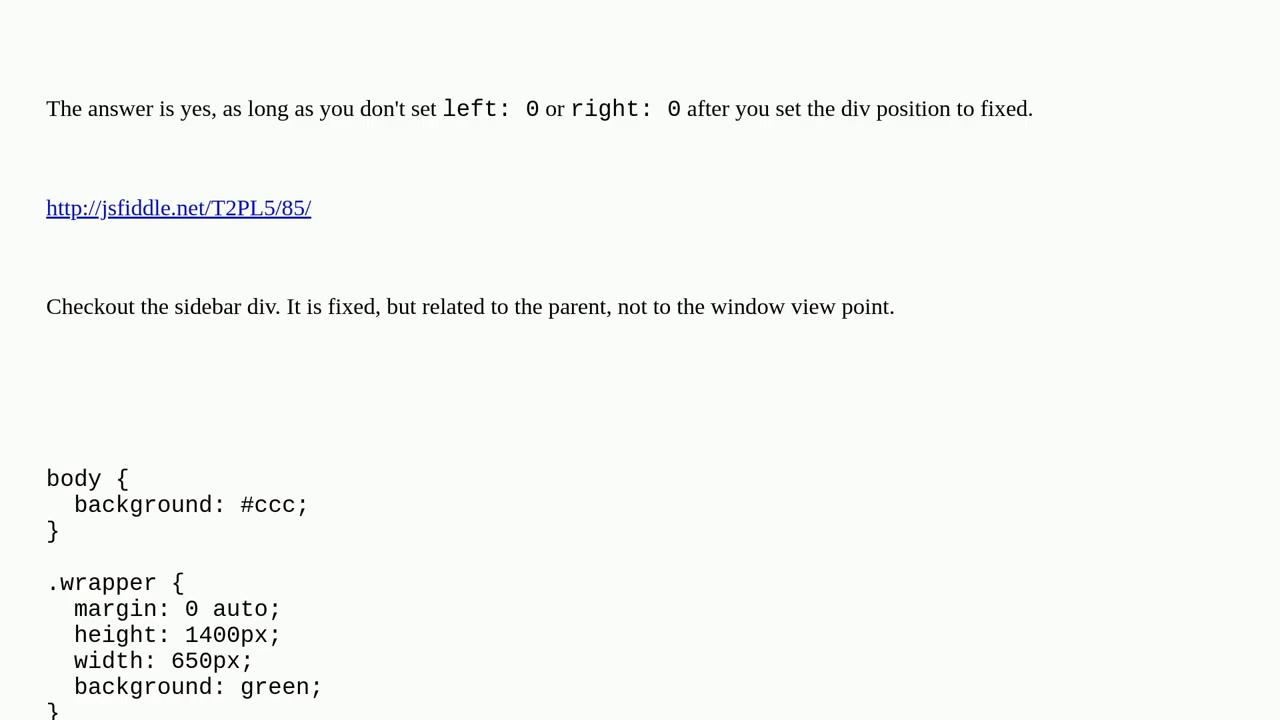 The answer is yes, as long as you don't set left: 0 or right: 0 after you set the div position to fixed.
http://jsfiddle.net/T2PL5/85/
Checkout the sidebar div. It is fixed, but related to the parent, not to the window view point.
body {
  background: #ccc;
}
.wrapper {
  margin: 0 auto;
  height: 1400px;
  width: 650px;
  background: green;
}